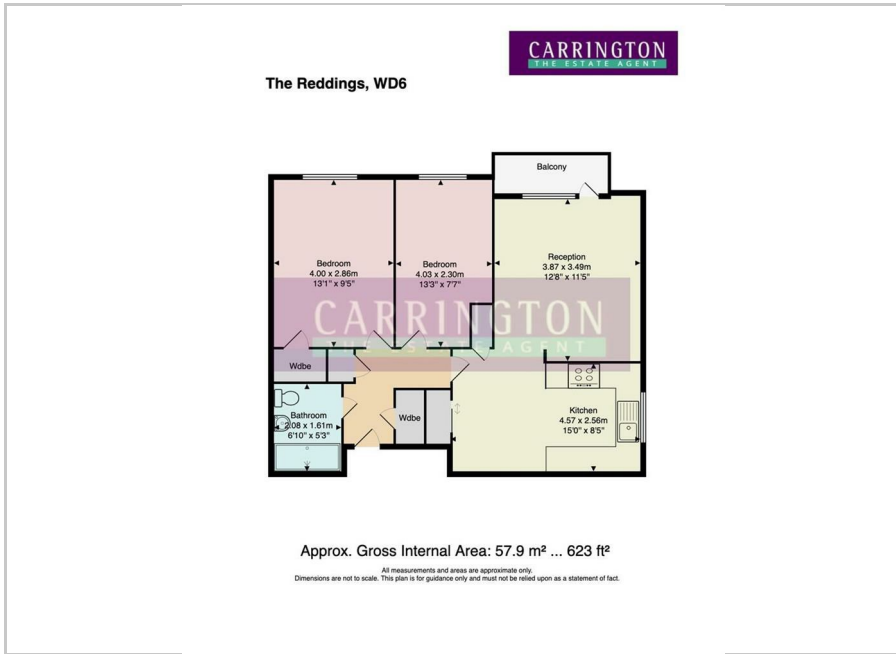 CARRINGTON
THE ESTATE AGENT
The Reddings, WD6
Balcony
Bedroom
4.00 x 2.86m
13'1" x 9'5"
Bedroom
4.03 x 2.30m
13'3" x 7'7"
Reception
3.87 x 3.49m
12'8" x 11'5"
CARRINGTON
THE ESTATE AGENT
Wdbe
Bathroom
2.08 x 1.61m
6'10" x 5'3"
Wdbe
Kitchen
4.57 x 2.56m
15'0" x 8'5"
Approx. Gross Internal Area: 57.9 m² ... 623 ft²
All measurements and areas are approximate only.
Dimensions are not to scale. This plan is for guidance only and must not be relied upon as a statement of fact.